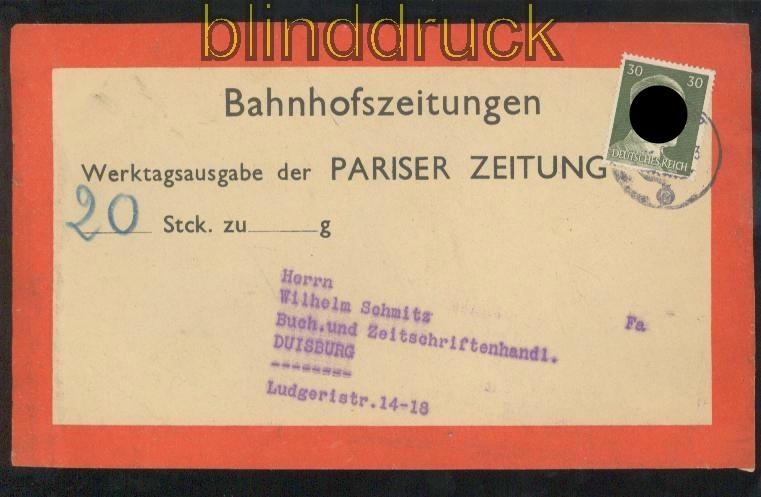 blinddruck
Bahnhofszeitungen
30 30
DEUTSCHES REICH
Werktagsausgabe der PARISER ZEITUNG
20 Stck. zu g
Herrn
Wilhelm Schmitz Fa
Buch.und Zeitschriftenhandl.
DUISBURG
--------
Ludgeristr.14-18